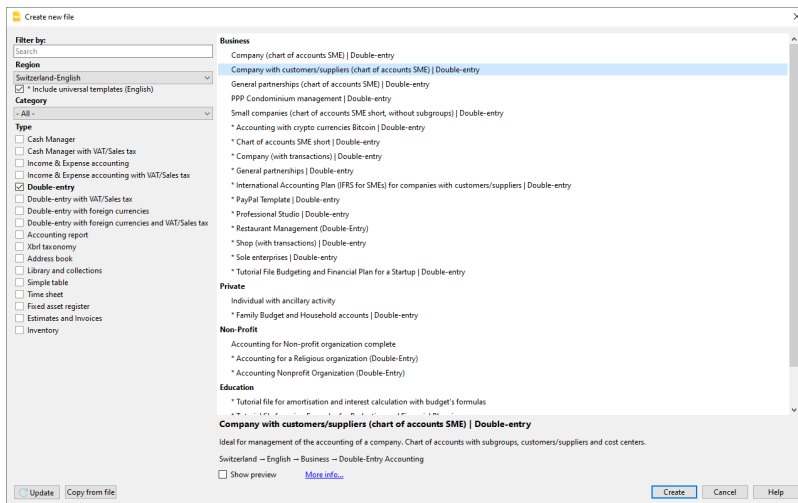 Create new file
Filter by:
Search
Region
Switzerland-English
* Include universal templates (English)
Category
- All -
Type
Cash Manager
Cash Manager with VAT/Sales tax
Income & Expense accounting
Income & Expense accounting with VAT/Sales tax
Double-entry
Double-entry with VAT/Sales tax
Double-entry with foreign currencies
Double-entry with foreign currencies and VAT/Sales tax
Accounting report
Xbrl taxonomy
Address book
Library and collections
Simple table
Time sheet
Fixed asset register
Estimates and Invoices
Inventory
Business
Company (chart of accounts SME) | Double-entry
Company with customers/suppliers (chart of accounts SME) | Double-entry
General partnerships (chart of accounts SME) | Double-entry
PPP Condominium management | Double-entry
Small companies (chart of accounts SME short, without subgroups) | Double-entry
* Accounting with crypto currencies Bitcoin | Double-entry
* Chart of accounts SME short | Double-entry
* Company (with transactions) | Double-entry
* General partnerships | Double-entry
* International Accounting Plan (IFRS for SMEs) for companies with customers/suppliers | Double-entry
* PayPal Template | Double-entry
* Professional Studio | Double-entry
* Restaurant Management (Double-Entry)
* Shop (with transactions) | Double-entry
* Sole enterprises | Double-entry
* Tutorial File Budgeting and Financial Plan for a Startup | Double-entry
Private
Individual with ancillary activity
* Family Budget and Household accounts | Double-entry
Non-Profit
Accounting for Non-profit organization complete
* Accounting for a Religious organization (Double-Entry)
* Accounting Nonprofit Organization (Double-Entry)
Education
* Tutorial file for amortisation and interest calculation with budget's formulas
Company with customers/suppliers (chart of accounts SME) | Double-entry
Ideal for management of the accounting of a company. Chart of accounts with subgroups, customers/suppliers and cost centers.
Switzerland → English → Business → Double-Entry Accounting
Show preview More info...
Update Copy from file Create Cancel Help